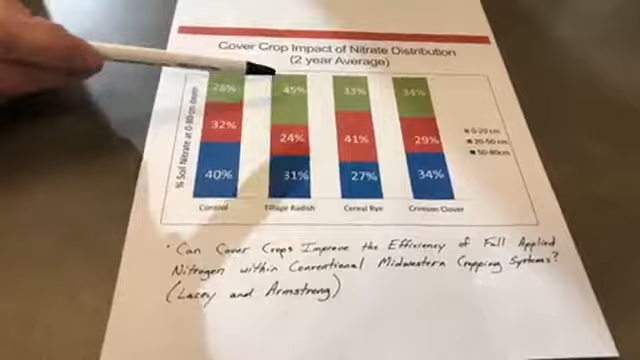 Cover Crop Impact of Nitrate Distribution
(2 year Average)
% Soil Nitrate at 0-80cm
28% 45% 33% 34%
32% 24% 41% 29%
40% 31% 27% 34%
0-20 cm
20-50 cm
50-80cm
Control Tillage Radish Cereal Rye Crimson Clover
* Can Cover Crops Improve the Efficiency of Fall Applied
Nitrogen within Conventional Midwestern Cropping Systems?
(Lacey and Armstrong)